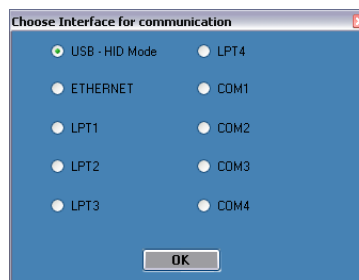 Choose Interface for communication
USB - HID Mode
ETHERNET
LPT1
LPT2
LPT3
LPT4
COM1
COM2
COM3
COM4
OK